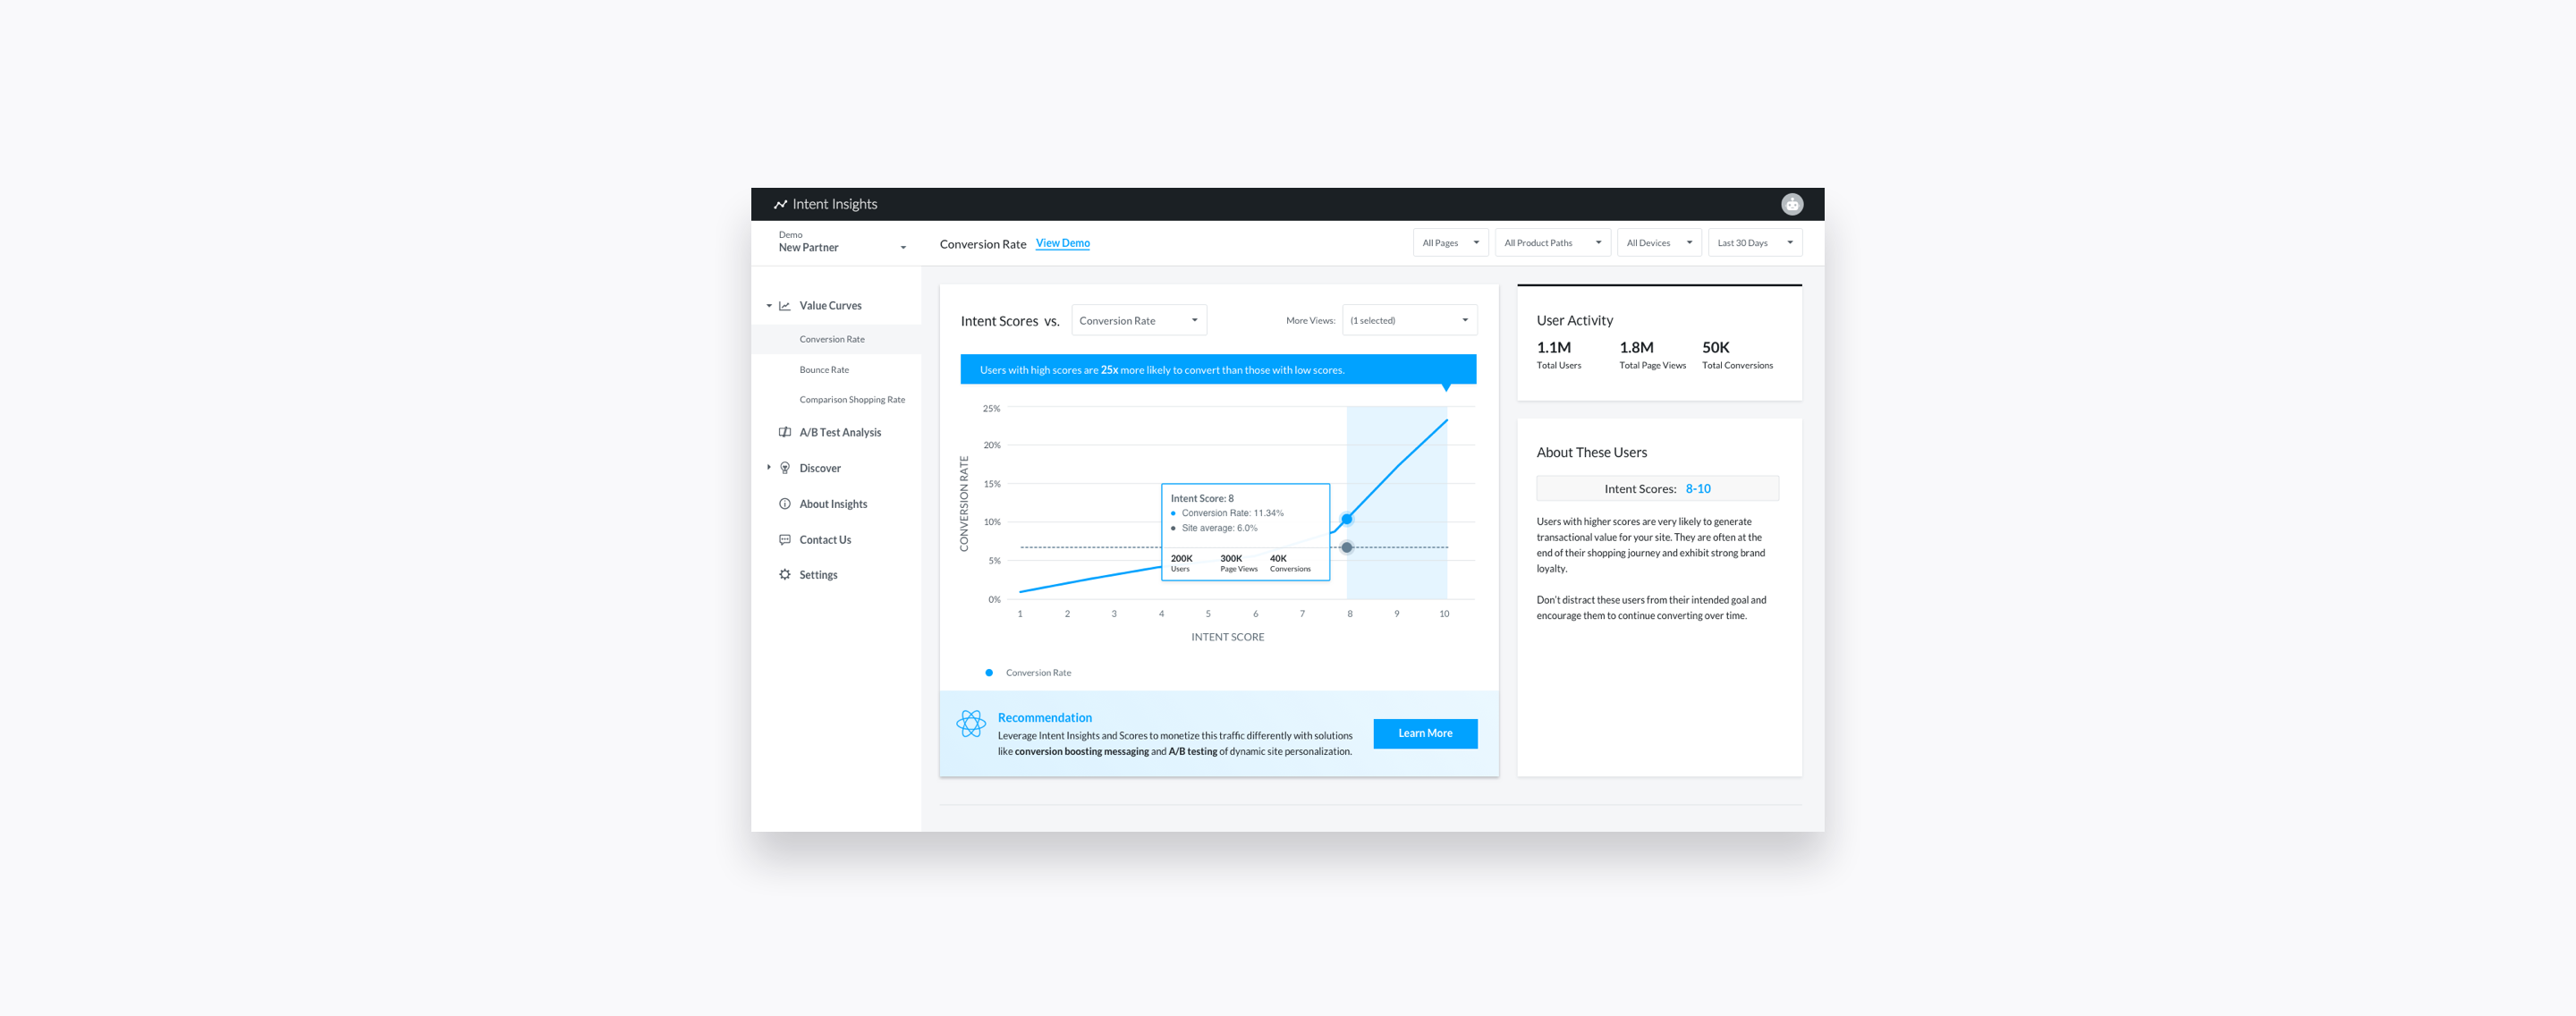 Intent Insights
Demo
New Partner
Conversion Rate View Demo
All Pages
All Product Paths
All Devices
Last 30 Days
Value Curves
Conversion Rate
Bounce Rate
Comparison Shopping Rate
A/B Test Analysis
Discover
About Insights
Contact Us
Settings
Intent Scores vs. Conversion Rate
More Views: (1 selected)
Users with high scores are 25x more likely to convert than those with low scores.
CONVERSION RATE
25%
20%
15%
10%
5%
0%
Intent Score: 8
Conversion Rate: 11.34%
Site average: 6.0%
200K 300K 40K
Users Page Views Conversions
1 2 3 4 5 6 7 8 9 10
INTENT SCORE
Conversion Rate
Recommendation
Leverage Intent Insights and Scores to monetize this traffic differently with solutions
like conversion boosting messaging and A/B testing of dynamic site personalization.
Learn More
User Activity
1.1M 1.8M 50K
Total Users Total Page Views Total Conversions
About These Users
Intent Scores: 8-10
Users with higher scores are very likely to generate
transactional value for your site. They are often at the
end of their shopping journey and exhibit strong brand
loyalty.
Don't distract these users from their intended goal and
encourage them to continue converting over time.